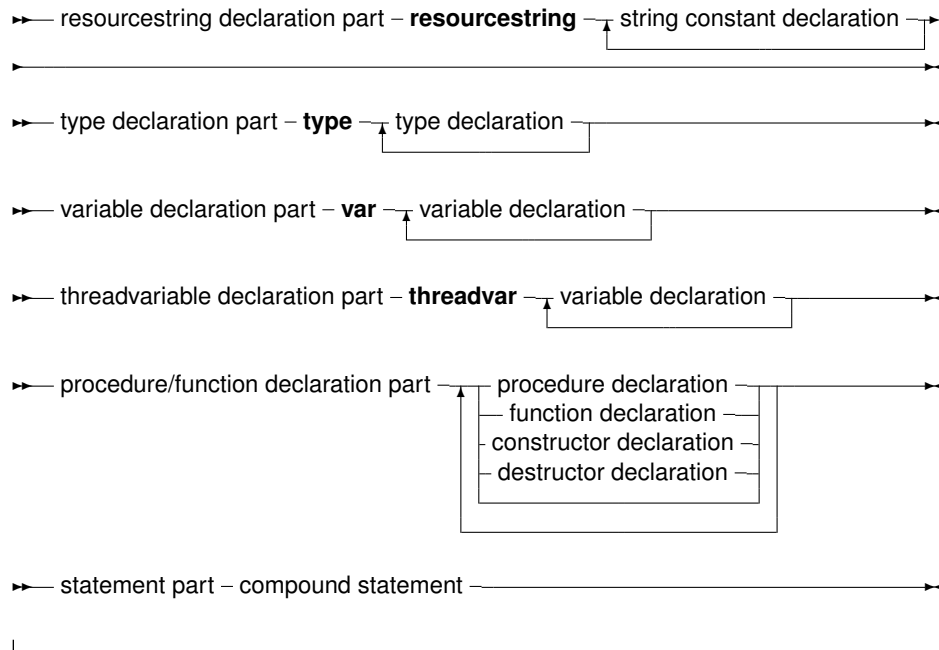 resourcestring declaration part resourcestring string constant declaration
type declaration part type type declaration
variable declaration part var variable declaration
threadvariable declaration part threadvar variable declaration
procedure/function declaration part procedure declaration
function declaration
constructor declaration
destructor declaration
statement part compound statement